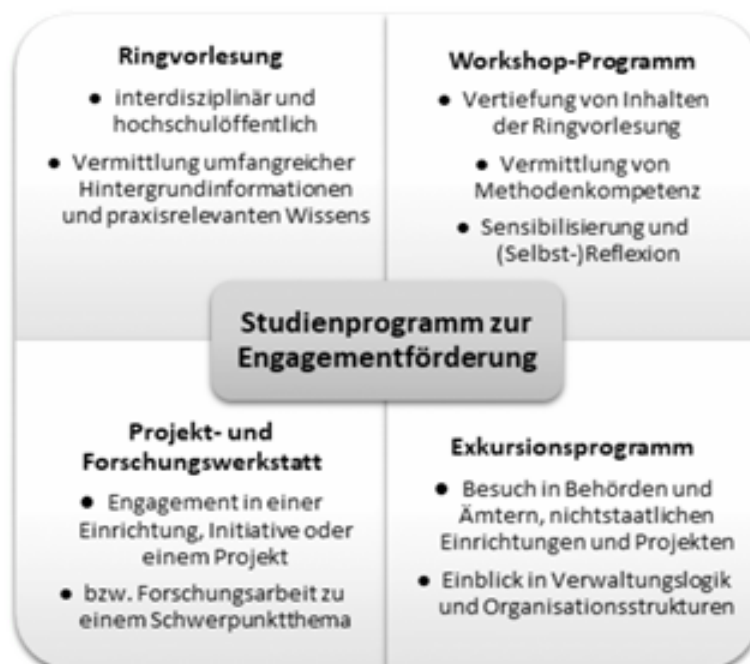 Ringvorlesung
● interdisziplinär und
hochschulöffentlich
● Vermittlung umfangreicher
Hintergrundinformationen
und praxisrelevanten Wissens
Workshop-Programm
● Vertiefung von Inhalten
der Ringvorlesung
● Vermittlung von
Methodenkompetenz
● Sensibilisierung und
(Selbst-)Reflexion
Studienprogramm zur
Engagementförderung
Projekt- und
Forschungswerkstatt
● Engagement in einer
Einrichtung, Initiative oder
einem Projekt
● bzw. Forschungsarbeit zu
einem Schwerpunktthema
Exkursionsprogramm
● Besuch in Behörden und
Ämtern, nichtstaatlichen
Einrichtungen und Projekten
● Einblick in Verwaltungslogik
und Organisationsstrukturen